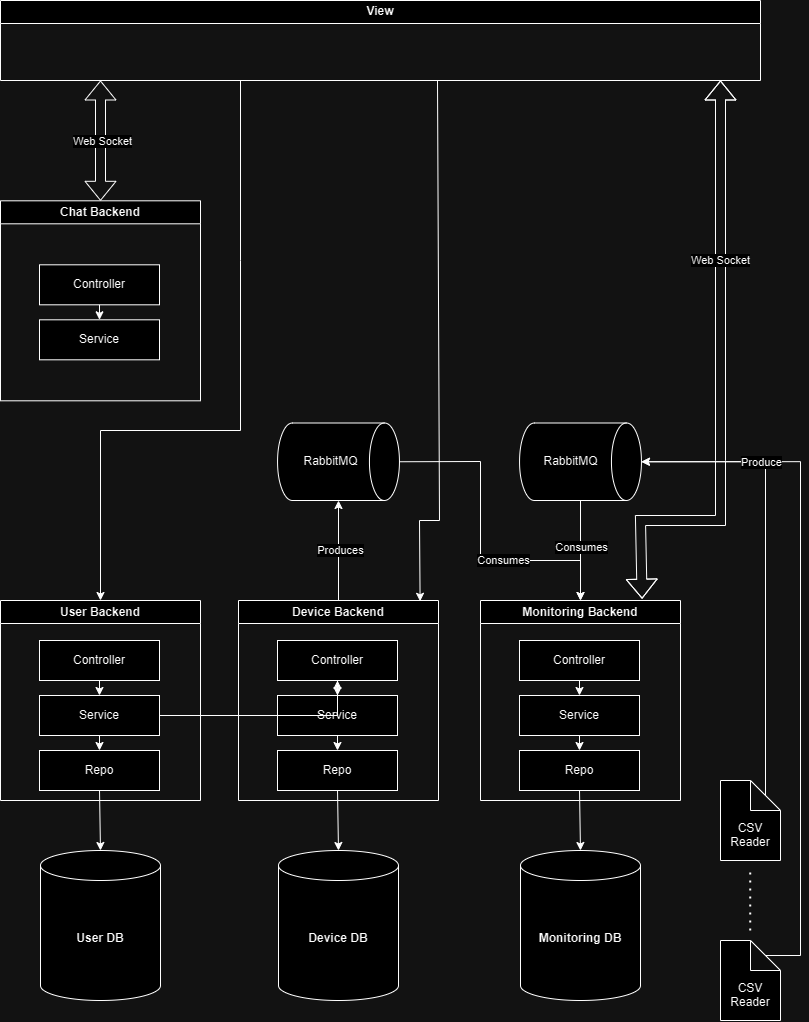 View
Web Socket
Chat Backend
Controller
Service
Web Socket
RabbitMQ
RabbitMQ
Produce
Produces
Consumes
Consumes
User Backend
Device Backend
Monitoring Backend
Controller
Controller
Controller
Service
Service
Service
Repo
Repo
Repo
CSV
Reader
User DB
Device DB
Monitoring DB
CSV
Reader